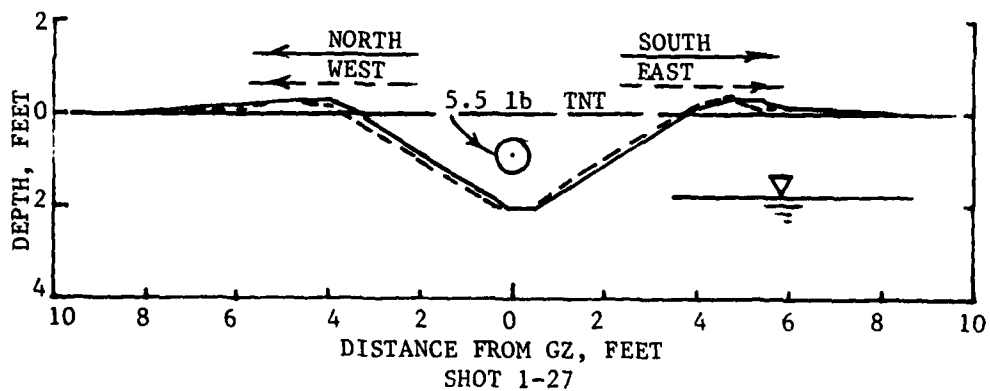 2
NORTH
SOUTH
WEST
EAST
5.5 lb TNT
0
2
4
DEPTH, FEET
10 8 6 4 2 0 2 4 6 8 10
DISTANCE FROM GZ, FEET
SHOT 1-27